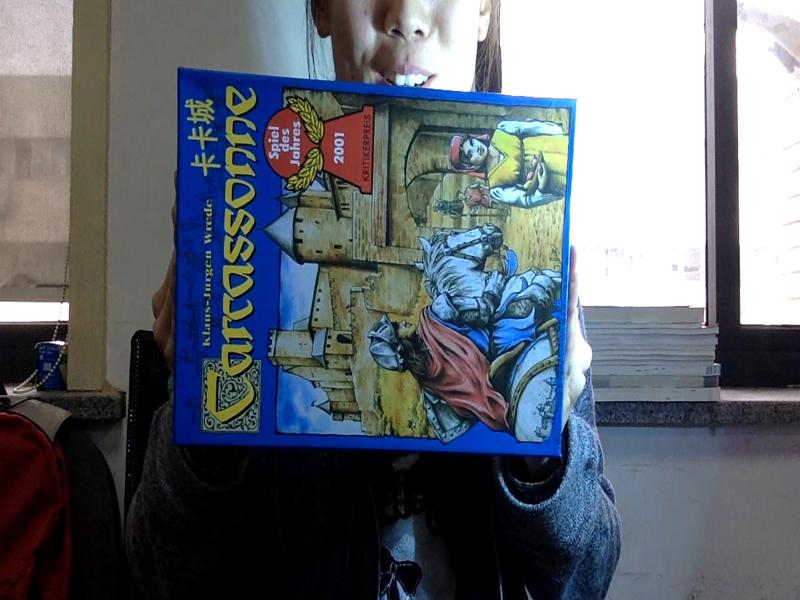 卡卡城
Klaus-Jürgen Wrede
Carcassonne
Spiel
des
Jahres
2001
KRITIKERPREIS